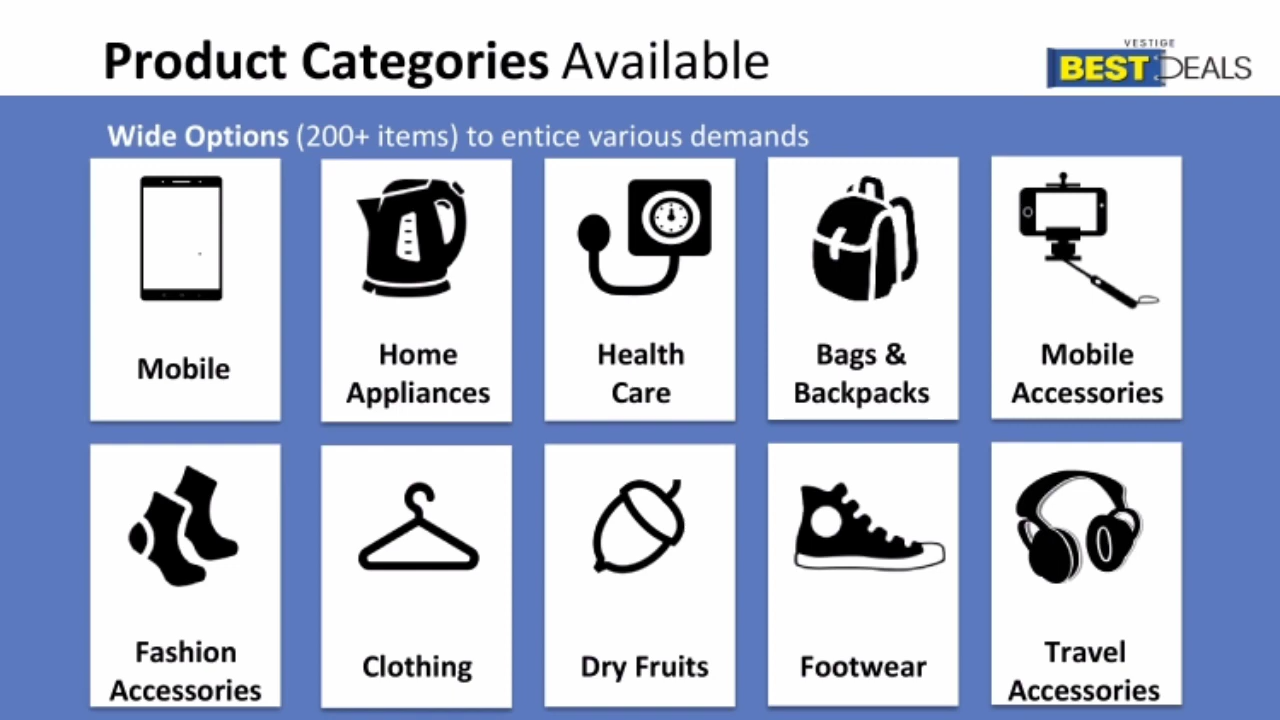 Product Categories Available
VESTIGE
BEST DEALS
Wide Options (200+ items) to entice various demands
Mobile
Home
Appliances
Health
Care
Bags &
Backpacks
Mobile
Accessories
Fashion
Accessories
Clothing
Dry Fruits
Footwear
Travel
Accessories